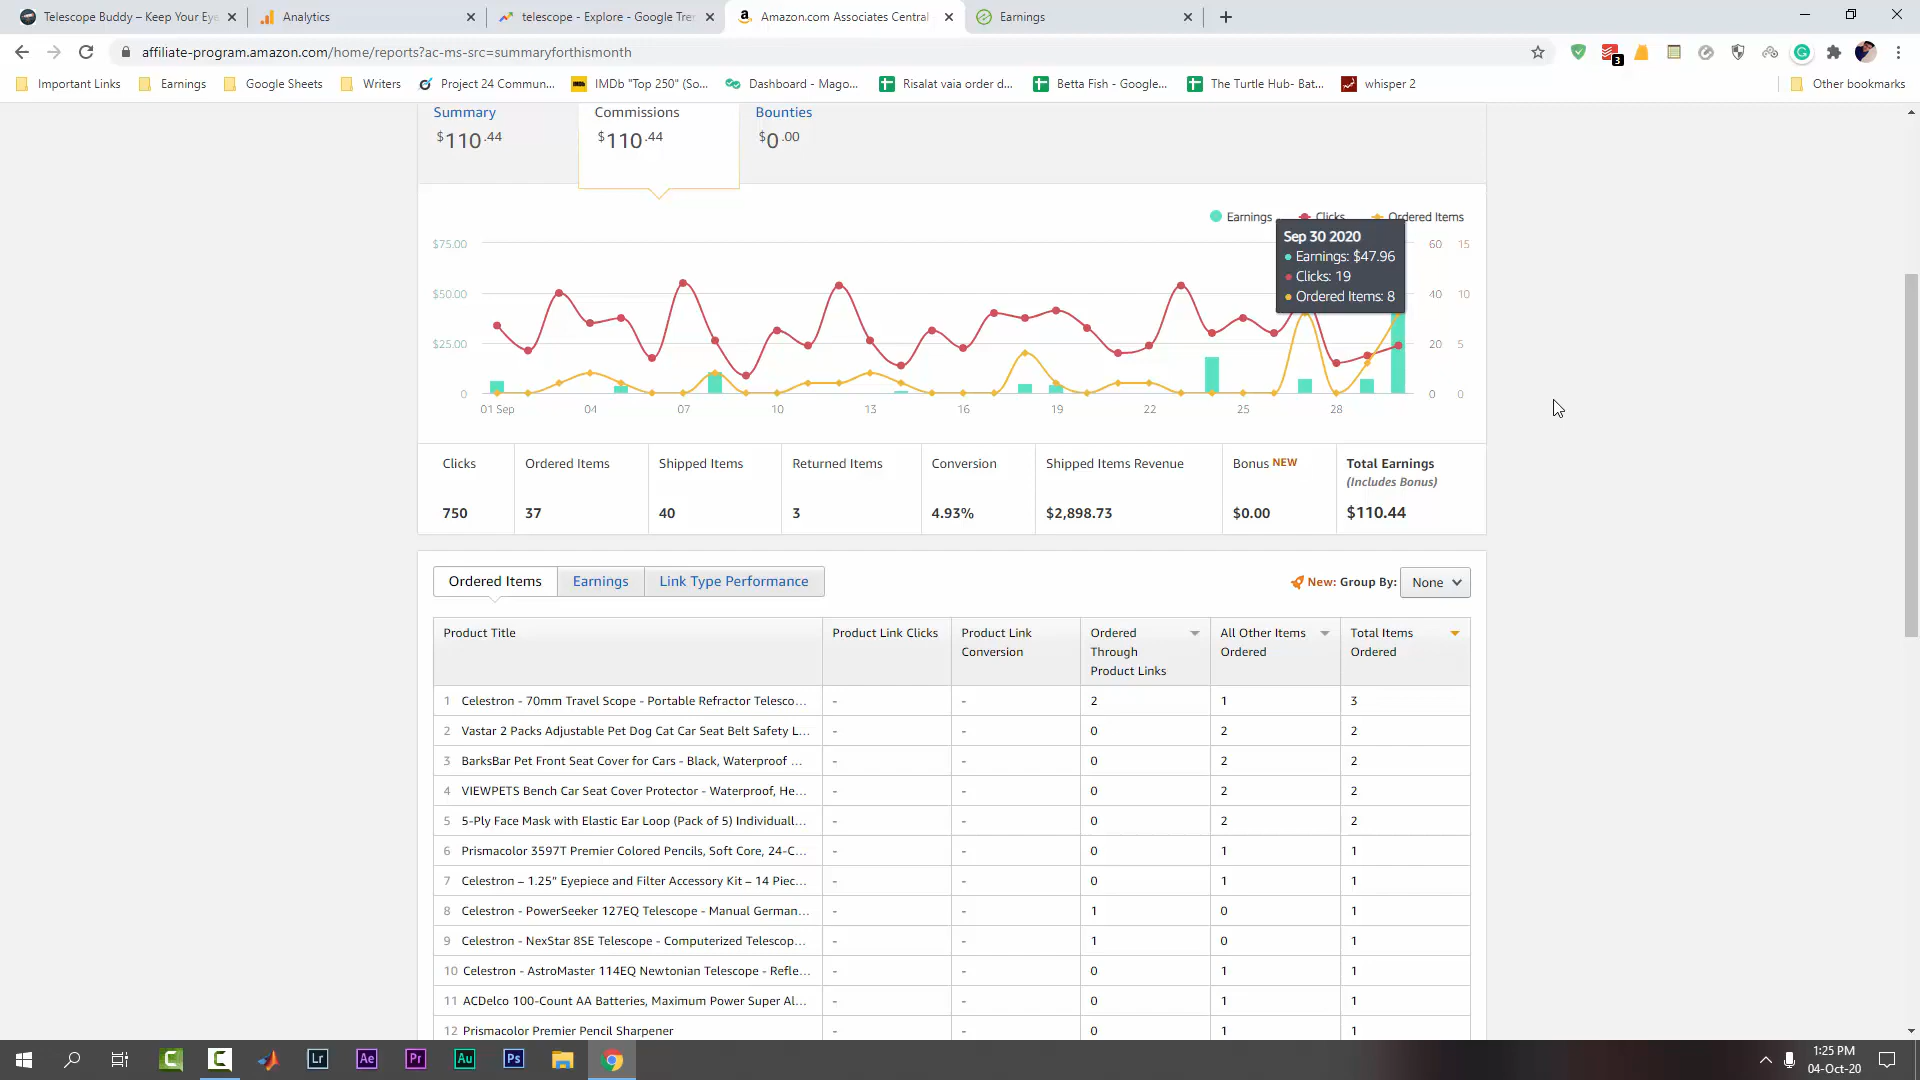 Telescope Buddy – Keep Your Eye
Analytics
telescope - Explore - Google Tre
Amazon.com Associates Central
Earnings
affiliate-program.amazon.com/home/reports?ac-ms-src=summaryforthismonth
3
Important Links
Earnings
Google Sheets
Writers
Project 24 Commun...
IMDb "Top 250" (So...
Dashboard - Mago...
Risalat vaia order d...
Betta Fish - Google...
The Turtle Hub- Bat...
whisper 2
Other bookmarks
Summary
$110.44
Commissions
$110.44
Bounties
$0.00
Earnings
Clicks
Ordered Items
Sep 30 2020
Earnings: $47.96
Clicks: 19
Ordered Items: 8
$75.00
60 15
$50.00
40 10
$25.00
20 5
0
0 0
01 Sep 04 07 10 13 16 19 22 25 28
Clicks
750
Ordered Items
37
Shipped Items
40
Returned Items
3
Conversion
4.93%
Shipped Items Revenue
$2,898.73
Bonus NEW
$0.00
Total Earnings
(Includes Bonus)
$110.44
Ordered Items
Earnings
Link Type Performance
New: Group By:
None
Product Title
Product Link Clicks
Product Link
Conversion
Ordered
Through
Product Links
All Other Items
Ordered
Total Items
Ordered
1 Celestron - 70mm Travel Scope - Portable Refractor Telesco... - - 2 1 3
2 Vastar 2 Packs Adjustable Pet Dog Cat Car Seat Belt Safety L... - - 0 2 2
3 BarksBar Pet Front Seat Cover for Cars - Black, Waterproof ... - - 0 2 2
4 VIEWPETS Bench Car Seat Cover Protector - Waterproof, He... - - 0 2 2
5 5-Ply Face Mask with Elastic Ear Loop (Pack of 5) Individuall... - - 0 2 2
6 Prismacolor 3597T Premier Colored Pencils, Soft Core, 24-C... - - 0 1 1
7 Celestron – 1.25” Eyepiece and Filter Accessory Kit – 14 Piec... - - 0 1 1
8 Celestron - PowerSeeker 127EQ Telescope - Manual German... - - 1 0 1
9 Celestron - NexStar 8SE Telescope - Computerized Telescop... - - 1 0 1
10 Celestron - AstroMaster 114EQ Newtonian Telescope - Refle... - - 0 1 1
11 ACDelco 100-Count AA Batteries, Maximum Power Super Al... - - 0 1 1
12 Prismacolor Premier Pencil Sharpener - - 0 1 1
Lr
Ae
Pr
Au
Ps
1:25 PM
04-Oct-20